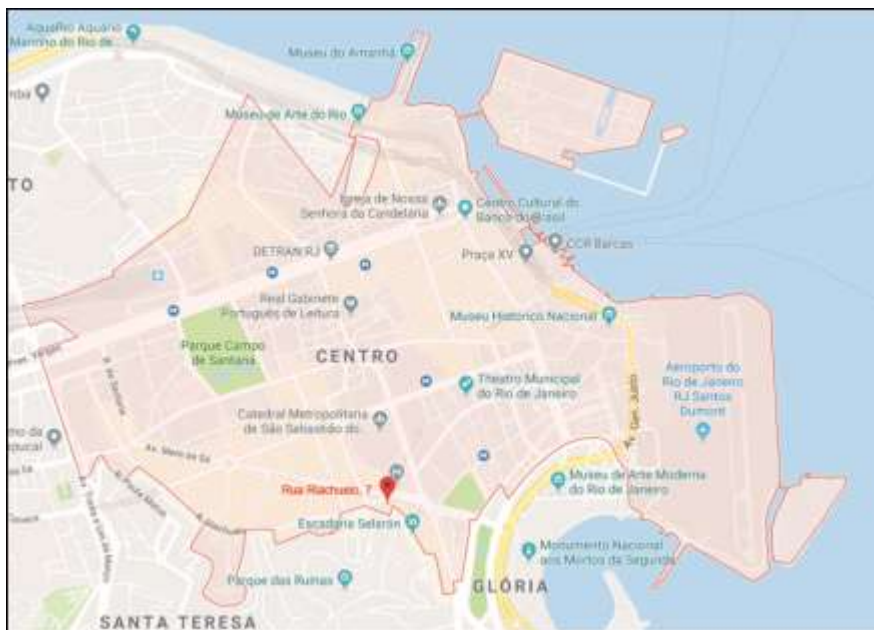 AquaRio Aquário
Marinho do Rio de...
Museu do Amanhã
Museu de Arte do Rio
TO
Igreja de Nossa
Senhora da Candelária
Centro Cultural do
Banco do Brasil
DETRAN RJ
Praça XV
CCR Barcas
Real Gabinete
Português de Leitura
Museu Histórico Nacional
Parque Campo
de Santana
CENTRO
Aeroporto do
Rio de Janeiro
RJ Santos
Dumont
Theatro Municipal
do Rio de Janeiro
Av. Gen. Justo
Catedral Metropolitana
de São Sebastião do...
Av. Mem de Sá
Museu de Arte Moderna
do Rio de Janeiro
Rua Riachuelo, 7
R. Riachuelo
Escadaria Selarón
Monumento Nacional
aos Mortos da Segunda
Parque das Ruínas
GLÓRIA
SANTA TERESA